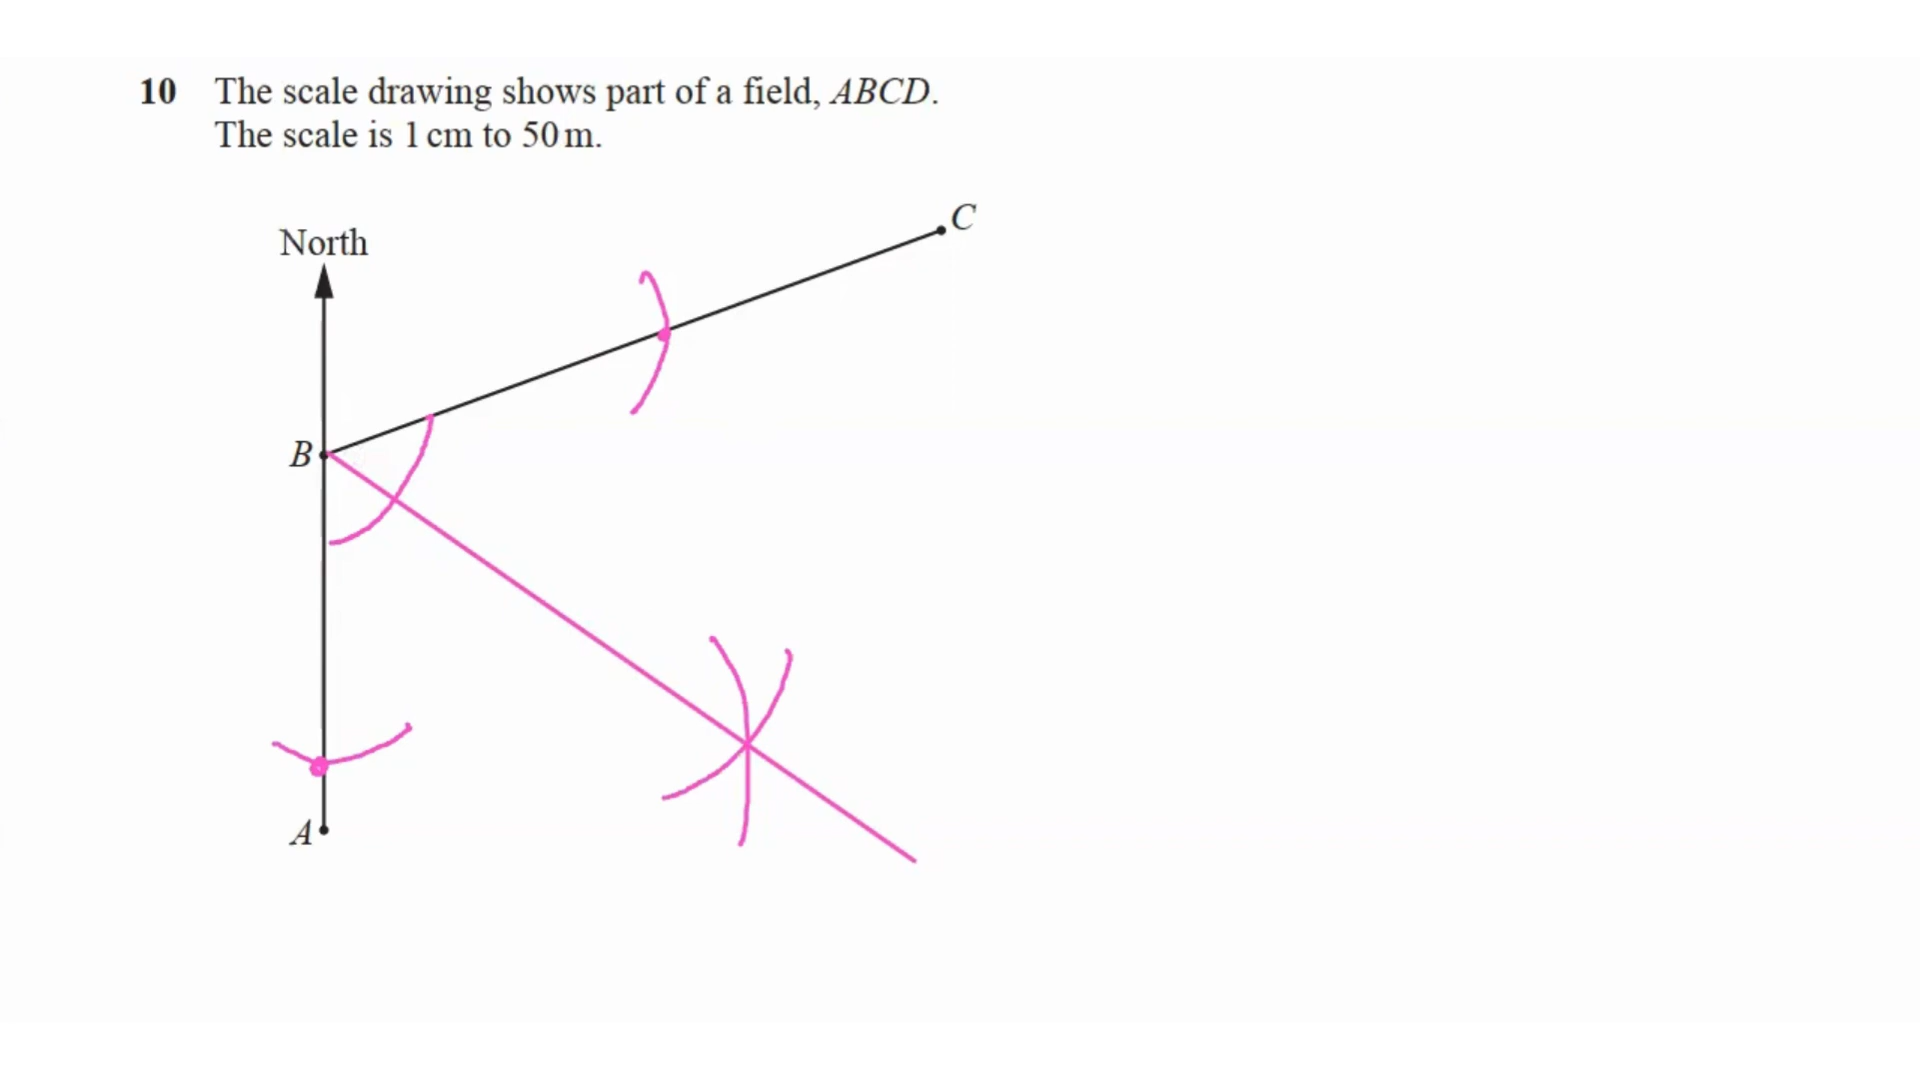 10 The scale drawing shows part of a field, ABCD.
The scale is 1 cm to 50 m.
C
North
B
A